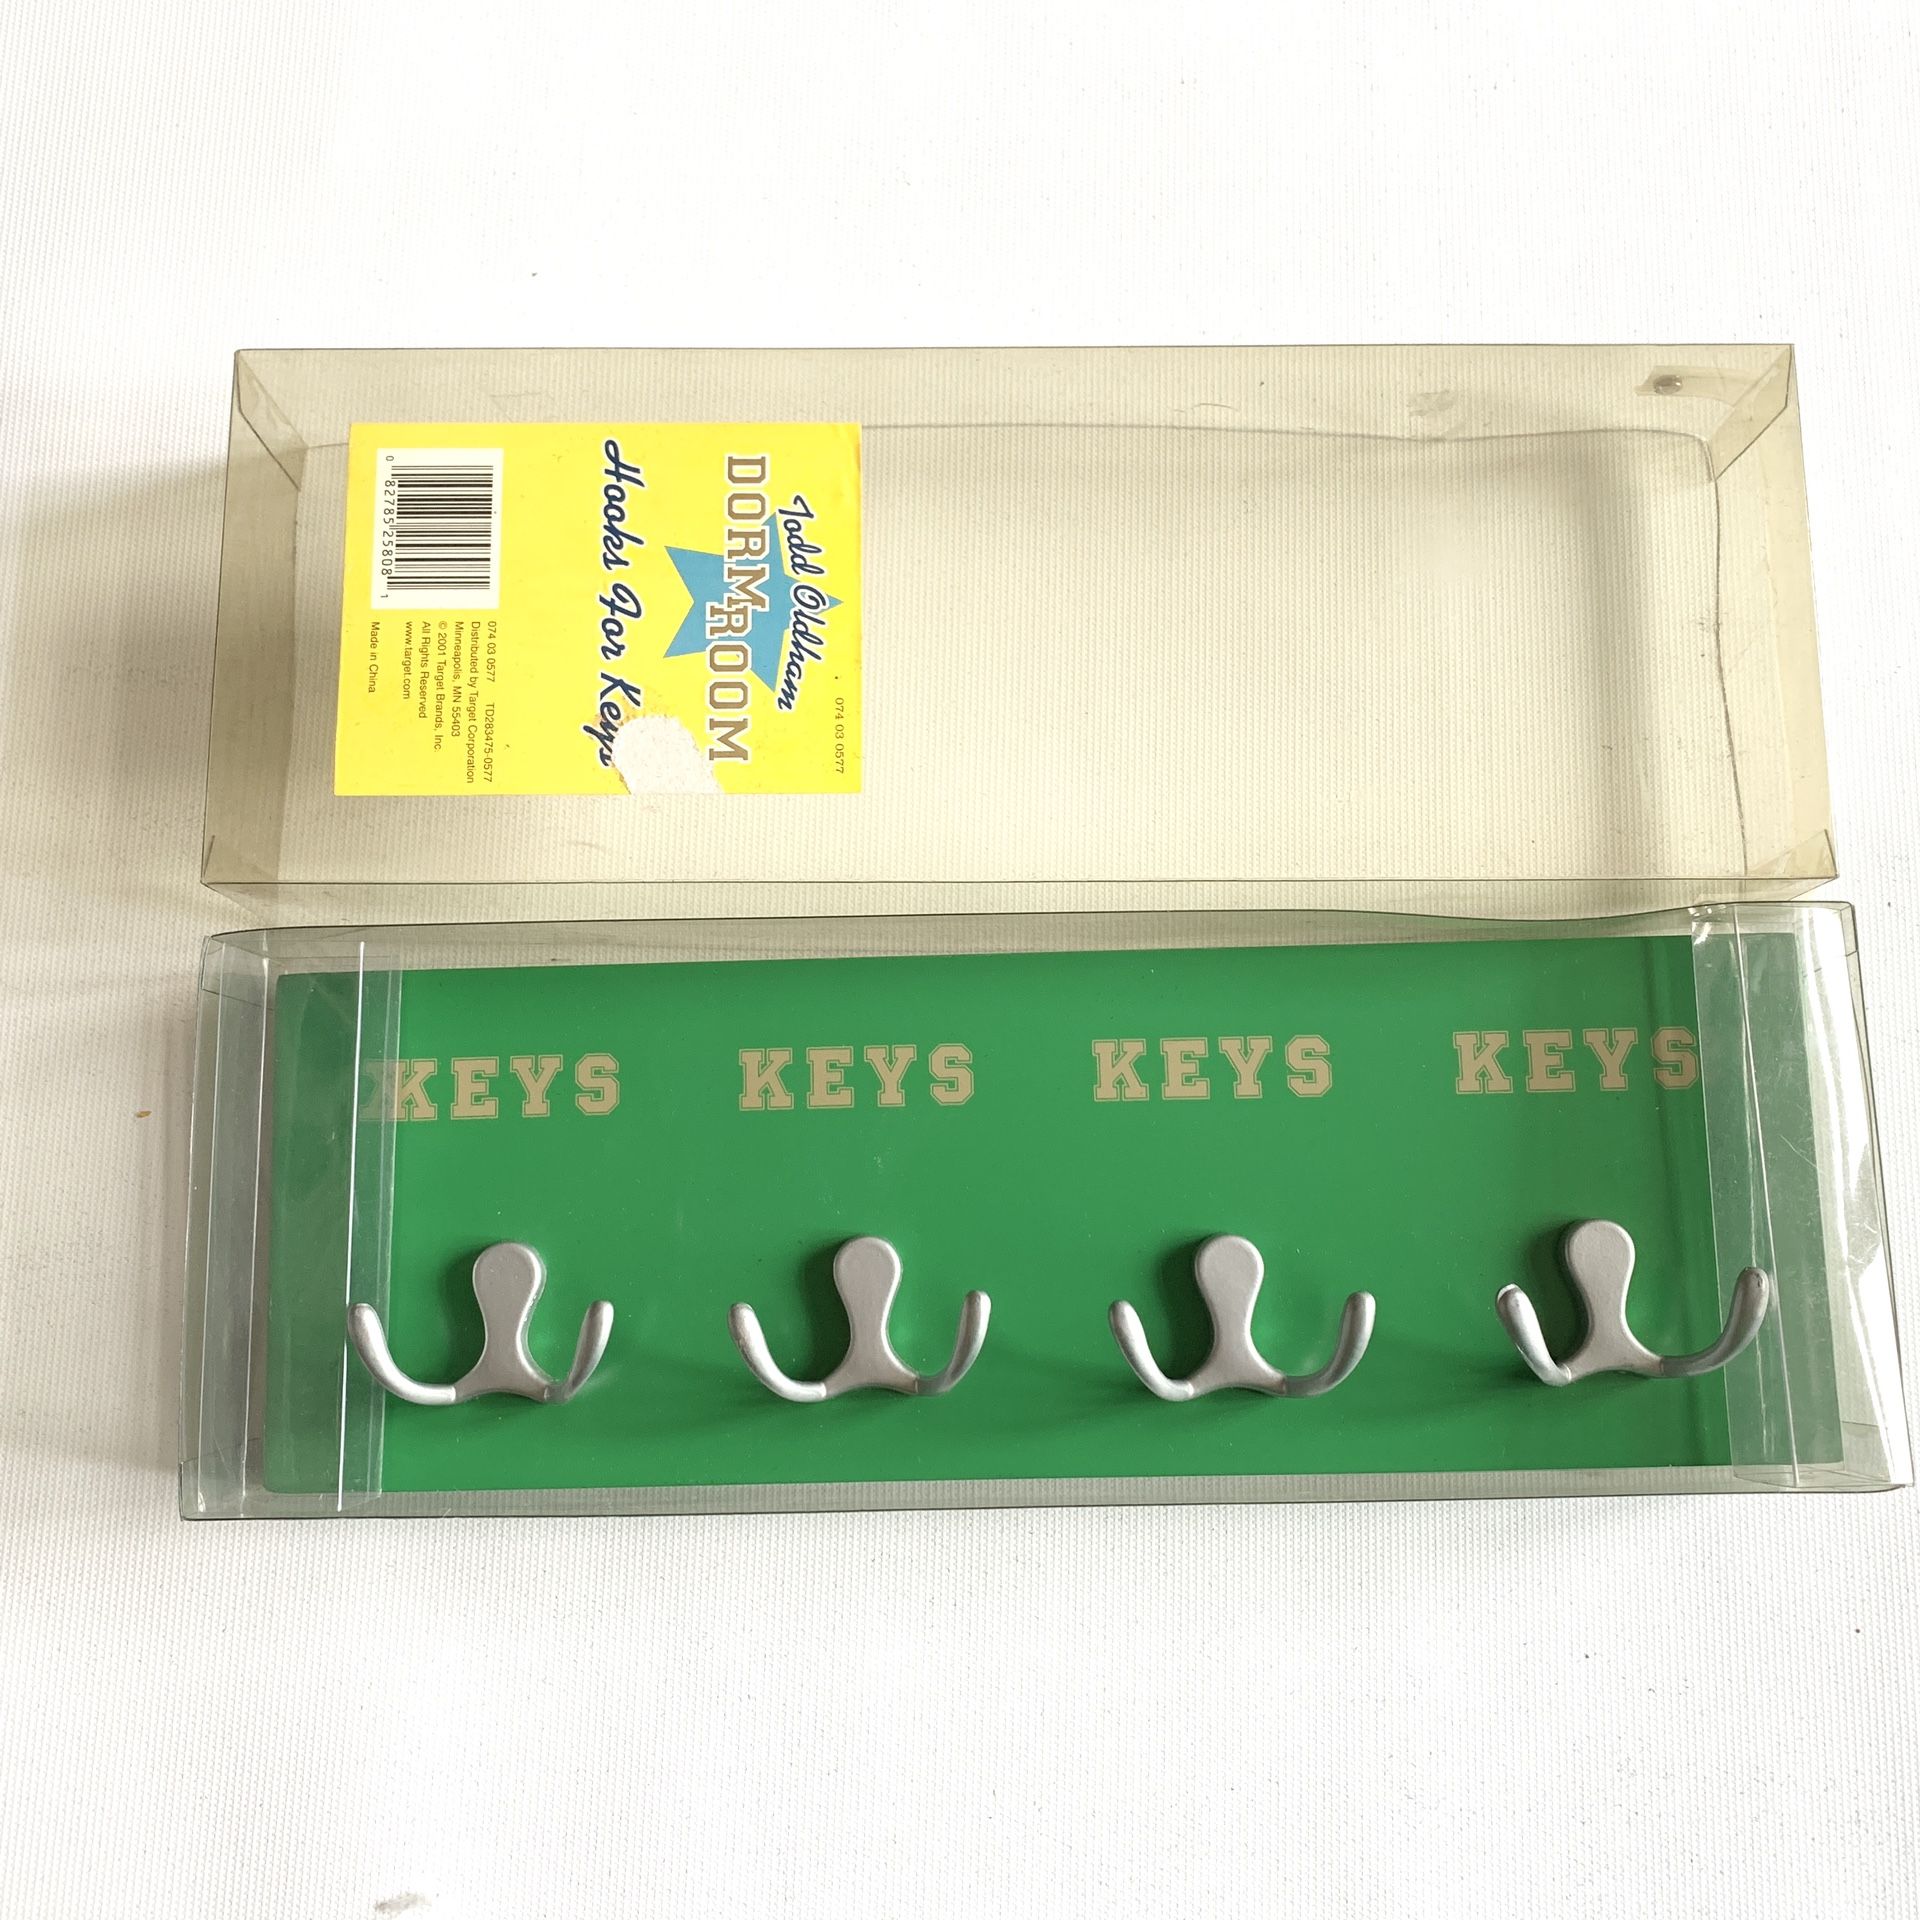 074 03 0577
Todd Oldham
DORM ROOM
Hooks For Keys
074 03 0577 TD283475-0577
Distributed by Target Corporation
Minneapolis, MN 55403
© 2001 Target Brands, Inc.
All Rights Reserved
www.target.com
Made in China
0 82785 25808 1
KEYS KEYS KEYS KEYS